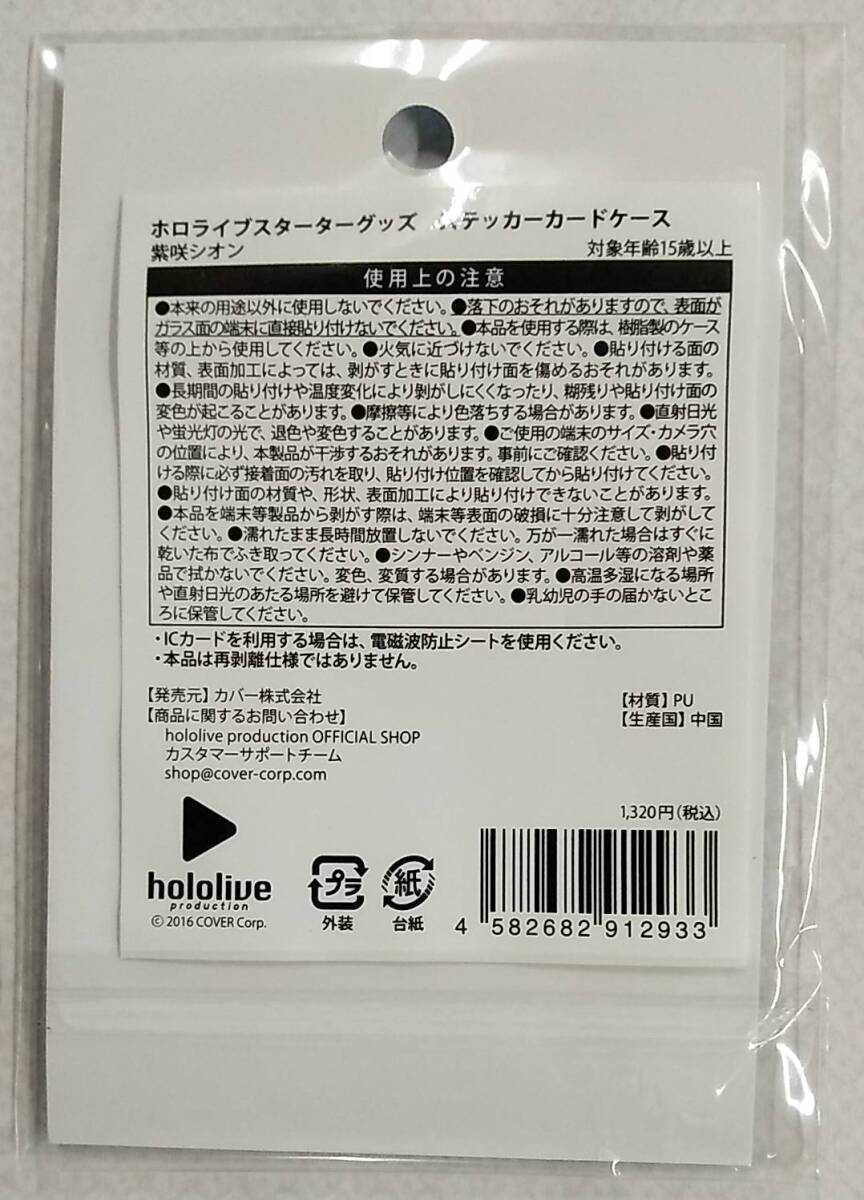 ホロライブスターターグッズ ステッカーカードケース
紫咲シオン 対象年齢15歳以上
使用上の注意
●本来の用途以外に使用しないでください。●落下のおそれがありますので、表面が
ガラス面の端末に直接貼り付けないでください。●本品を使用する際は、樹脂製のケース
等の上から使用してください。●火気に近づけないでください。●貼り付ける面の
材質、表面加工によっては、剥がすときに貼り付け面を傷めるおそれがあります。
●長期間の貼り付けや温度変化により剥がしにくくなったり、糊残りや貼り付け面の
変色が起こることがあります。●摩擦等により色落ちする場合があります。●直射日光
や蛍光灯の光で、退色や変色することがあります。●ご使用の端末のサイズ・カメラ穴
の位置により、本製品が干渉するおそれがあります。事前にご確認ください。●貼り付
ける際に必ず接着面の汚れを取り、貼り付け位置を確認してから貼り付けてください。
●貼り付け面の材質や、形状、表面加工により貼り付けできないことがあります。
●本品を端末等製品から剥がす際は、端末等表面の破損に十分注意して剥がして
ください。●濡れたまま長時間放置しないでください。万が一濡れた場合はすぐに
乾いた布でふき取ってください。●シンナーやベンジン、アルコール等の溶剤や薬
品で拭かないでください。変色、変質する場合があります。●高温多湿になる場所
や直射日光のあたる場所を避けて保管してください。●乳幼児の手の届かないとこ
ろに保管してください。
・ICカードを利用する場合は、電磁波防止シートを使用ください。
・本品は再剥離仕様ではありません。
【発売元】カバー株式会社
【商品に関するお問い合わせ】
hololive production OFFICIAL SHOP
カスタマーサポートチーム
shop@cover-corp.com
【材質】PU
【生産国】中国
1,320円(税込)
hololive
production
© 2016 COVER Corp.
プラ
外装
紙
台紙
4 582682 912933